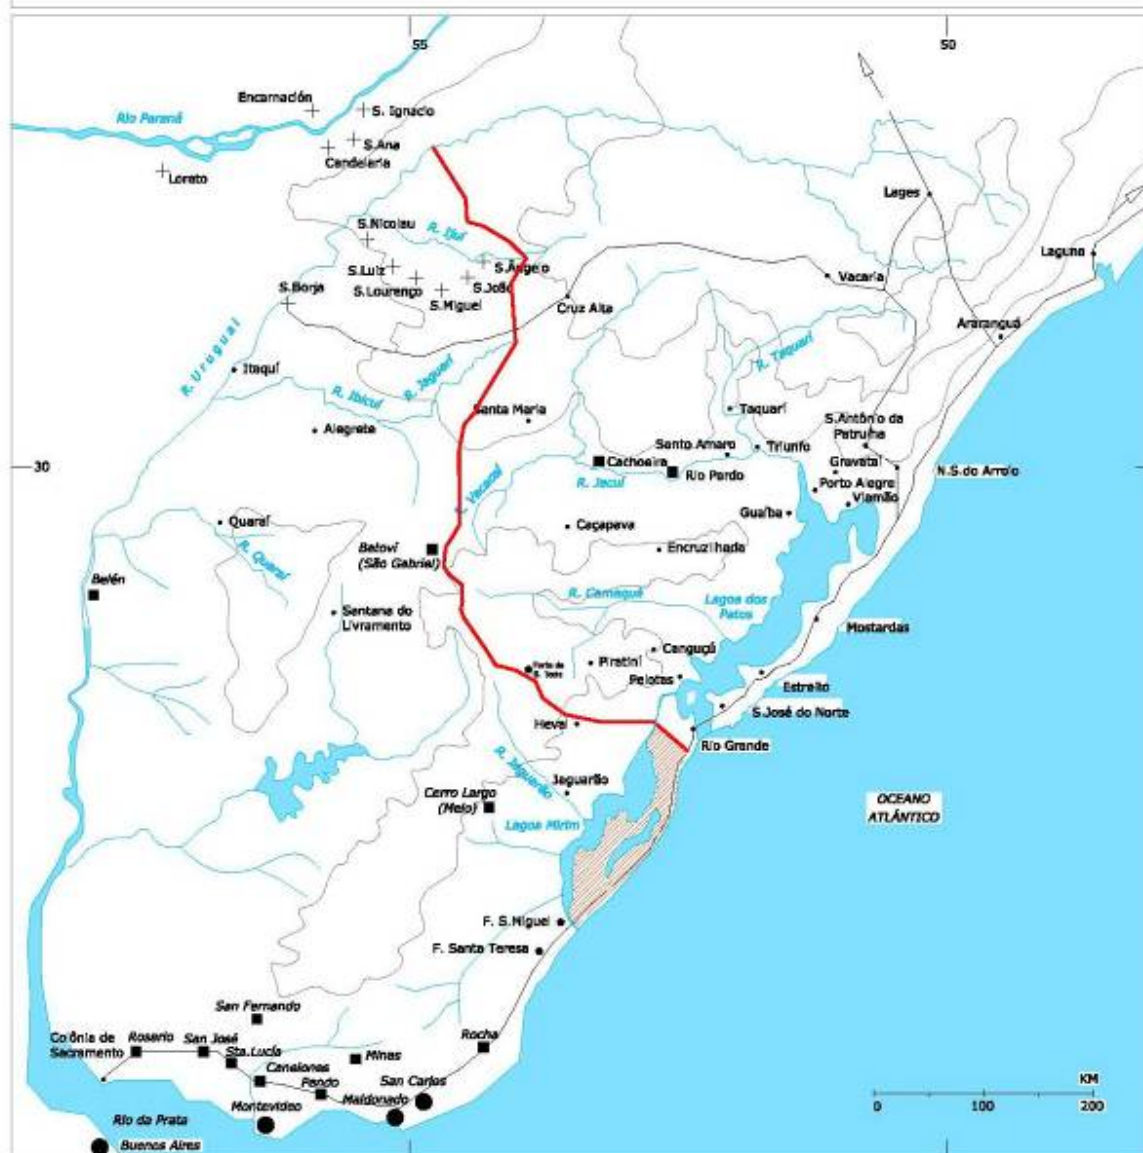 55
50
Encarnación
S. Ignacio
Rio Paraná
S.Ana
Candelaria
Loreto
Lages
S.Nicolau
R. Ijuí
Laguna
S.Luiz
S.Ângelo
S.Lourenço
S.João
S.Borja
S.Miguel
Vacaria
Cruz Alta
Araranguá
R. Uruguai
R. Taquarí
Itaquí
R. Jaguarí
R. Ibicuí
Santa Maria
Taquarí
Alegrete
S.Antônio da
Patrulha
Santo Amaro
Triunfo
30
Cachoeira
Gravataí
N.S.do Arroio
Rio Pardo
R. Jacuí
Porto Alegre
R. Vacacaí
Viamão
Guaíba
Quaraí
Caçapava
R. Quaraí
Batoví
(São Gabriel)
Encruzilhada
Belén
R. Camaquã
Lagoa dos
Patos
Santana do
Livramento
Mostardas
Canguçú
Piratini
Pelotas
Estreito
S.José do Norte
Herval
Rio Grande
R. Jaguarão
Jaguarão
Cerro Largo
(Melo)
OCEANO
ATLÂNTICO
Lagoa Mirim
F. S.Miguel
F. Santa Teresa
San Fernando
Colônia de
Sacramento
Rosario
San José
Rocha
Sta.Lucía
Minas
Canelones
Pando
San Carlos
KM
Montevideo
Maldonado
0
100
200
Rio da Prata
Buenos Aires